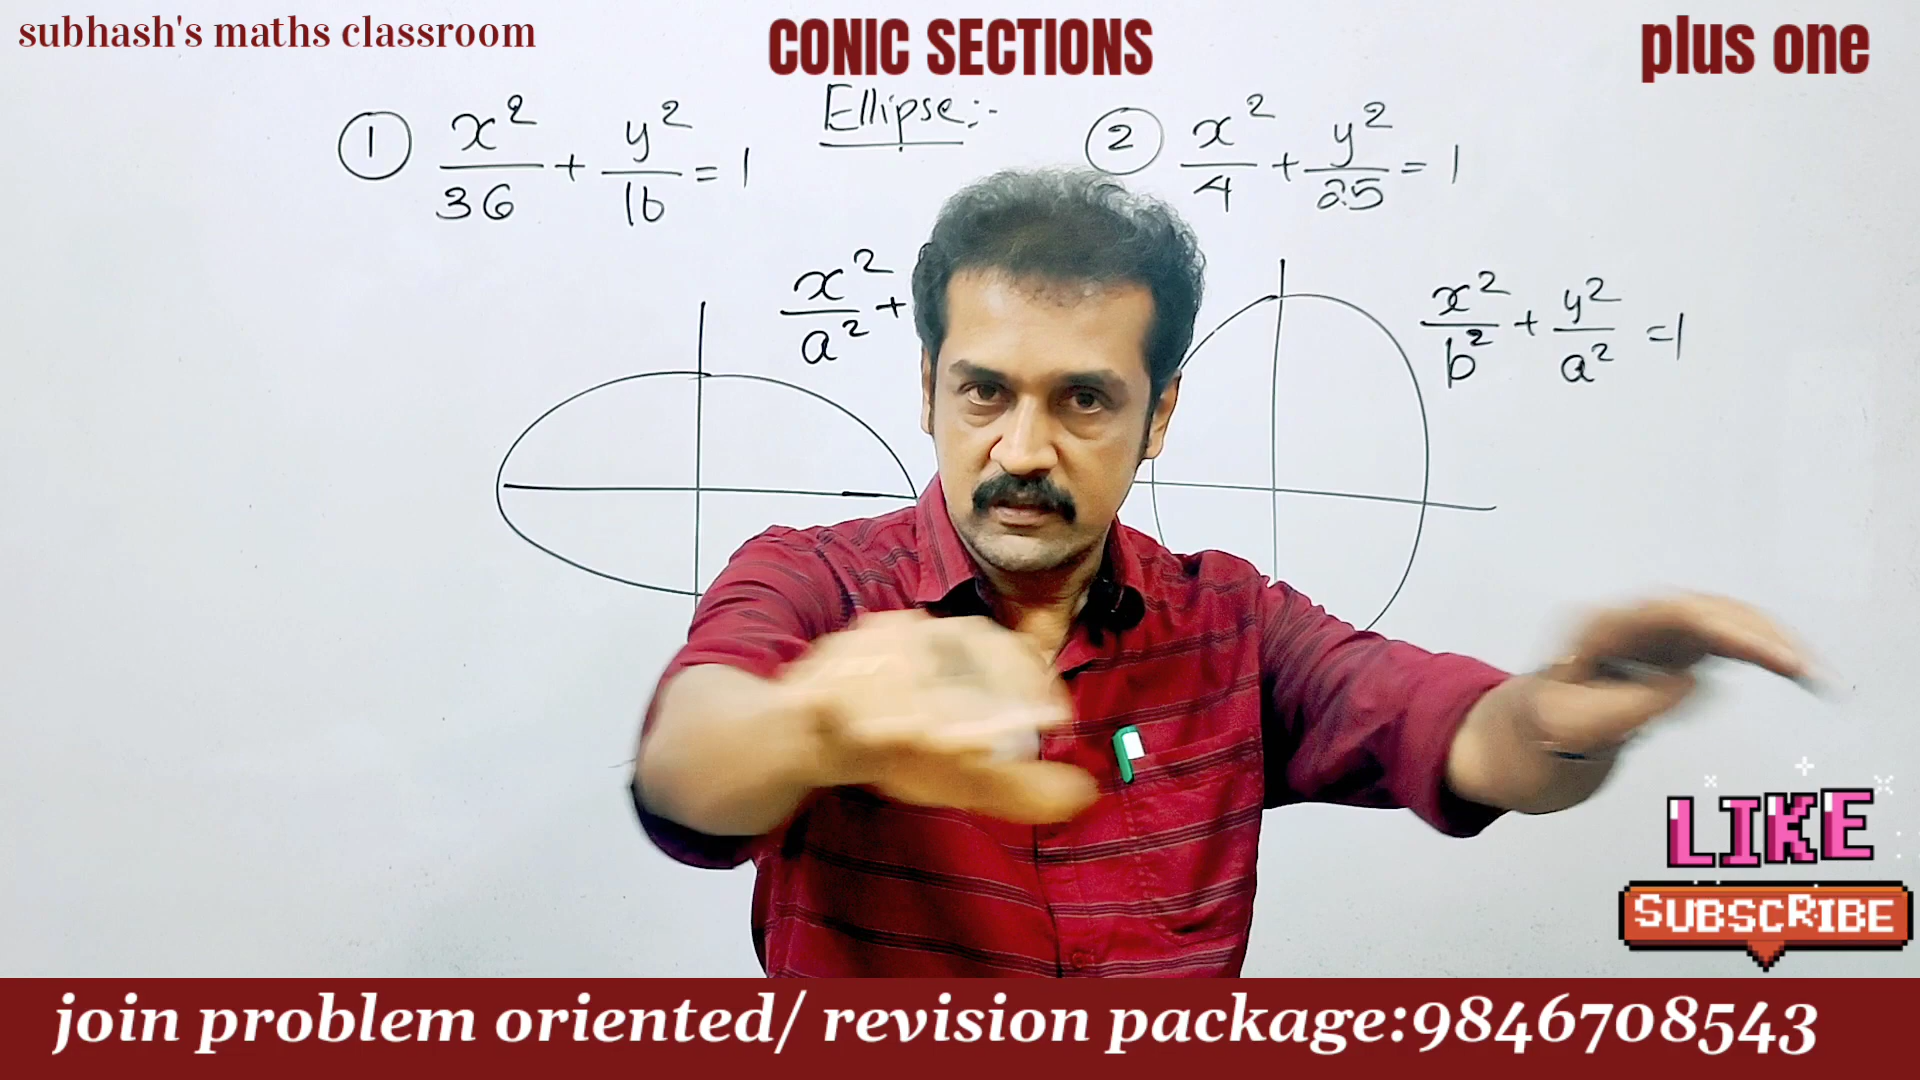 subhash's maths classroom
CONIC SECTIONS
plus one
Ellipse:-
① x²/36 + y²/16 = 1
② x²/4 + y²/25 = 1
x²/a² +
x²/b² + y²/a² = 1
LIKE
SUBSCRIBE
join problem oriented/ revision package:9846708543